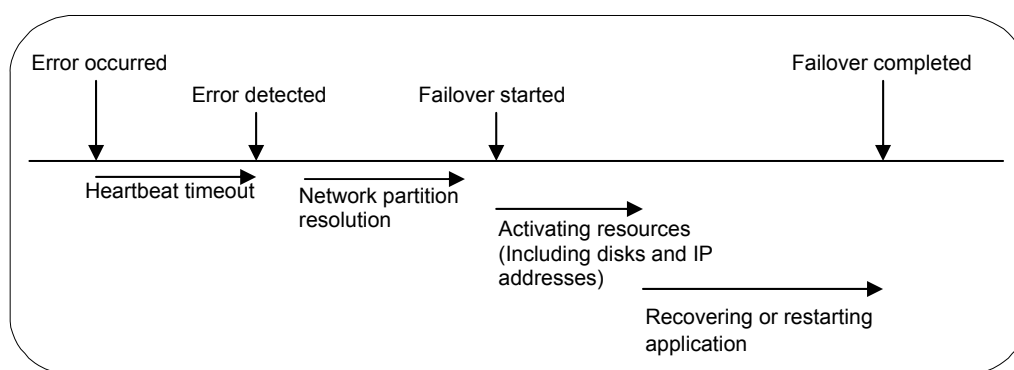 Error occurred
Failover completed
Error detected
Failover started
Heartbeat timeout
Network partition
resolution
Activating resources
(Including disks and IP
addresses)
Recovering or restarting
application